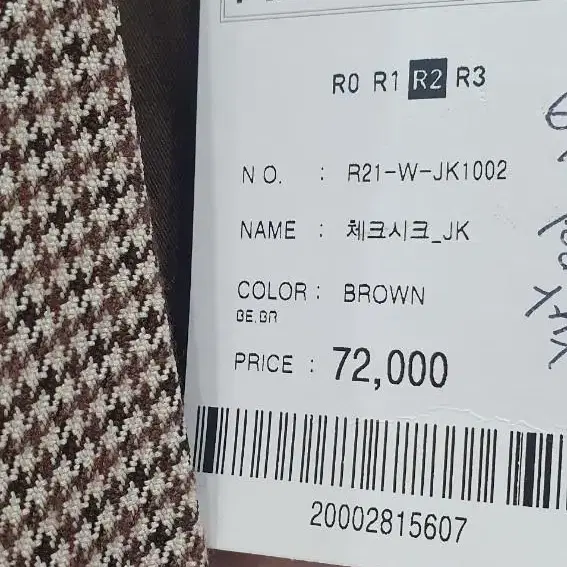 R0 R1 R2 R3
NO. : R21-W-JK1002
NAME : 체크시크_JK
COLOR : BROWN
BE.BR
PRICE : 72,000
20002815607